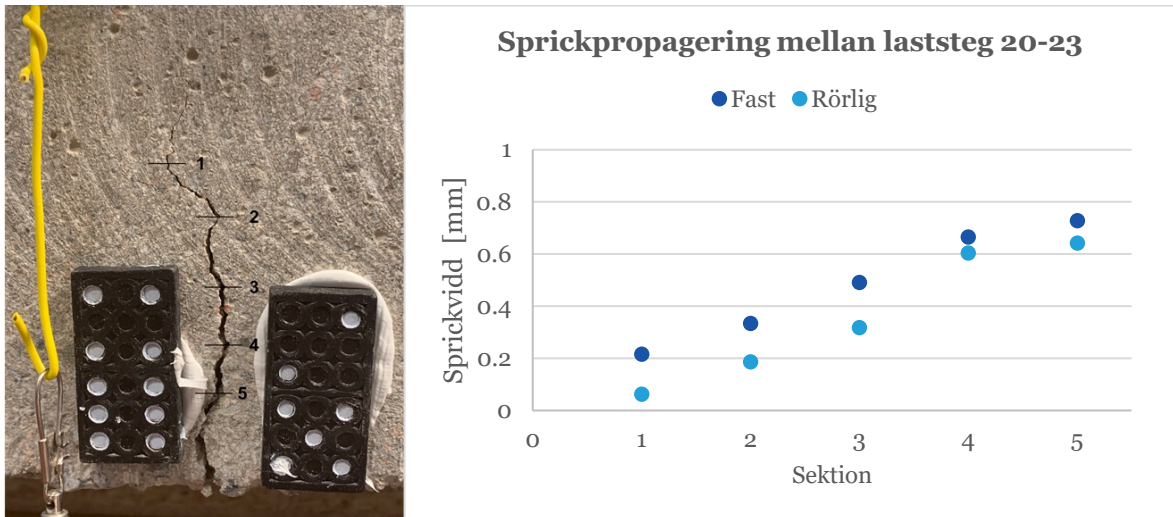 1
2
3
4
5
Sprickpropagering mellan laststeg 20-23
Fast Rörlig
Sprickvidd [mm]
1
0.8
0.6
0.4
0.2
0
0 1 2 3 4 5
Sektion